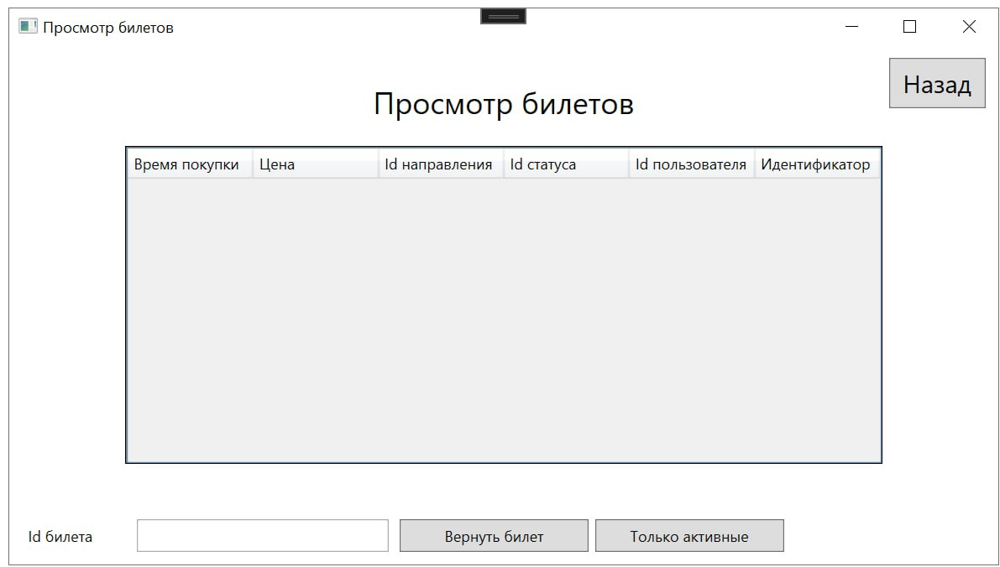 Просмотр билетов
Назад
Просмотр билетов
Время покупки Цена Id направления Id статуса Id пользователя Идентификатор
Id билета Вернуть билет Только активные